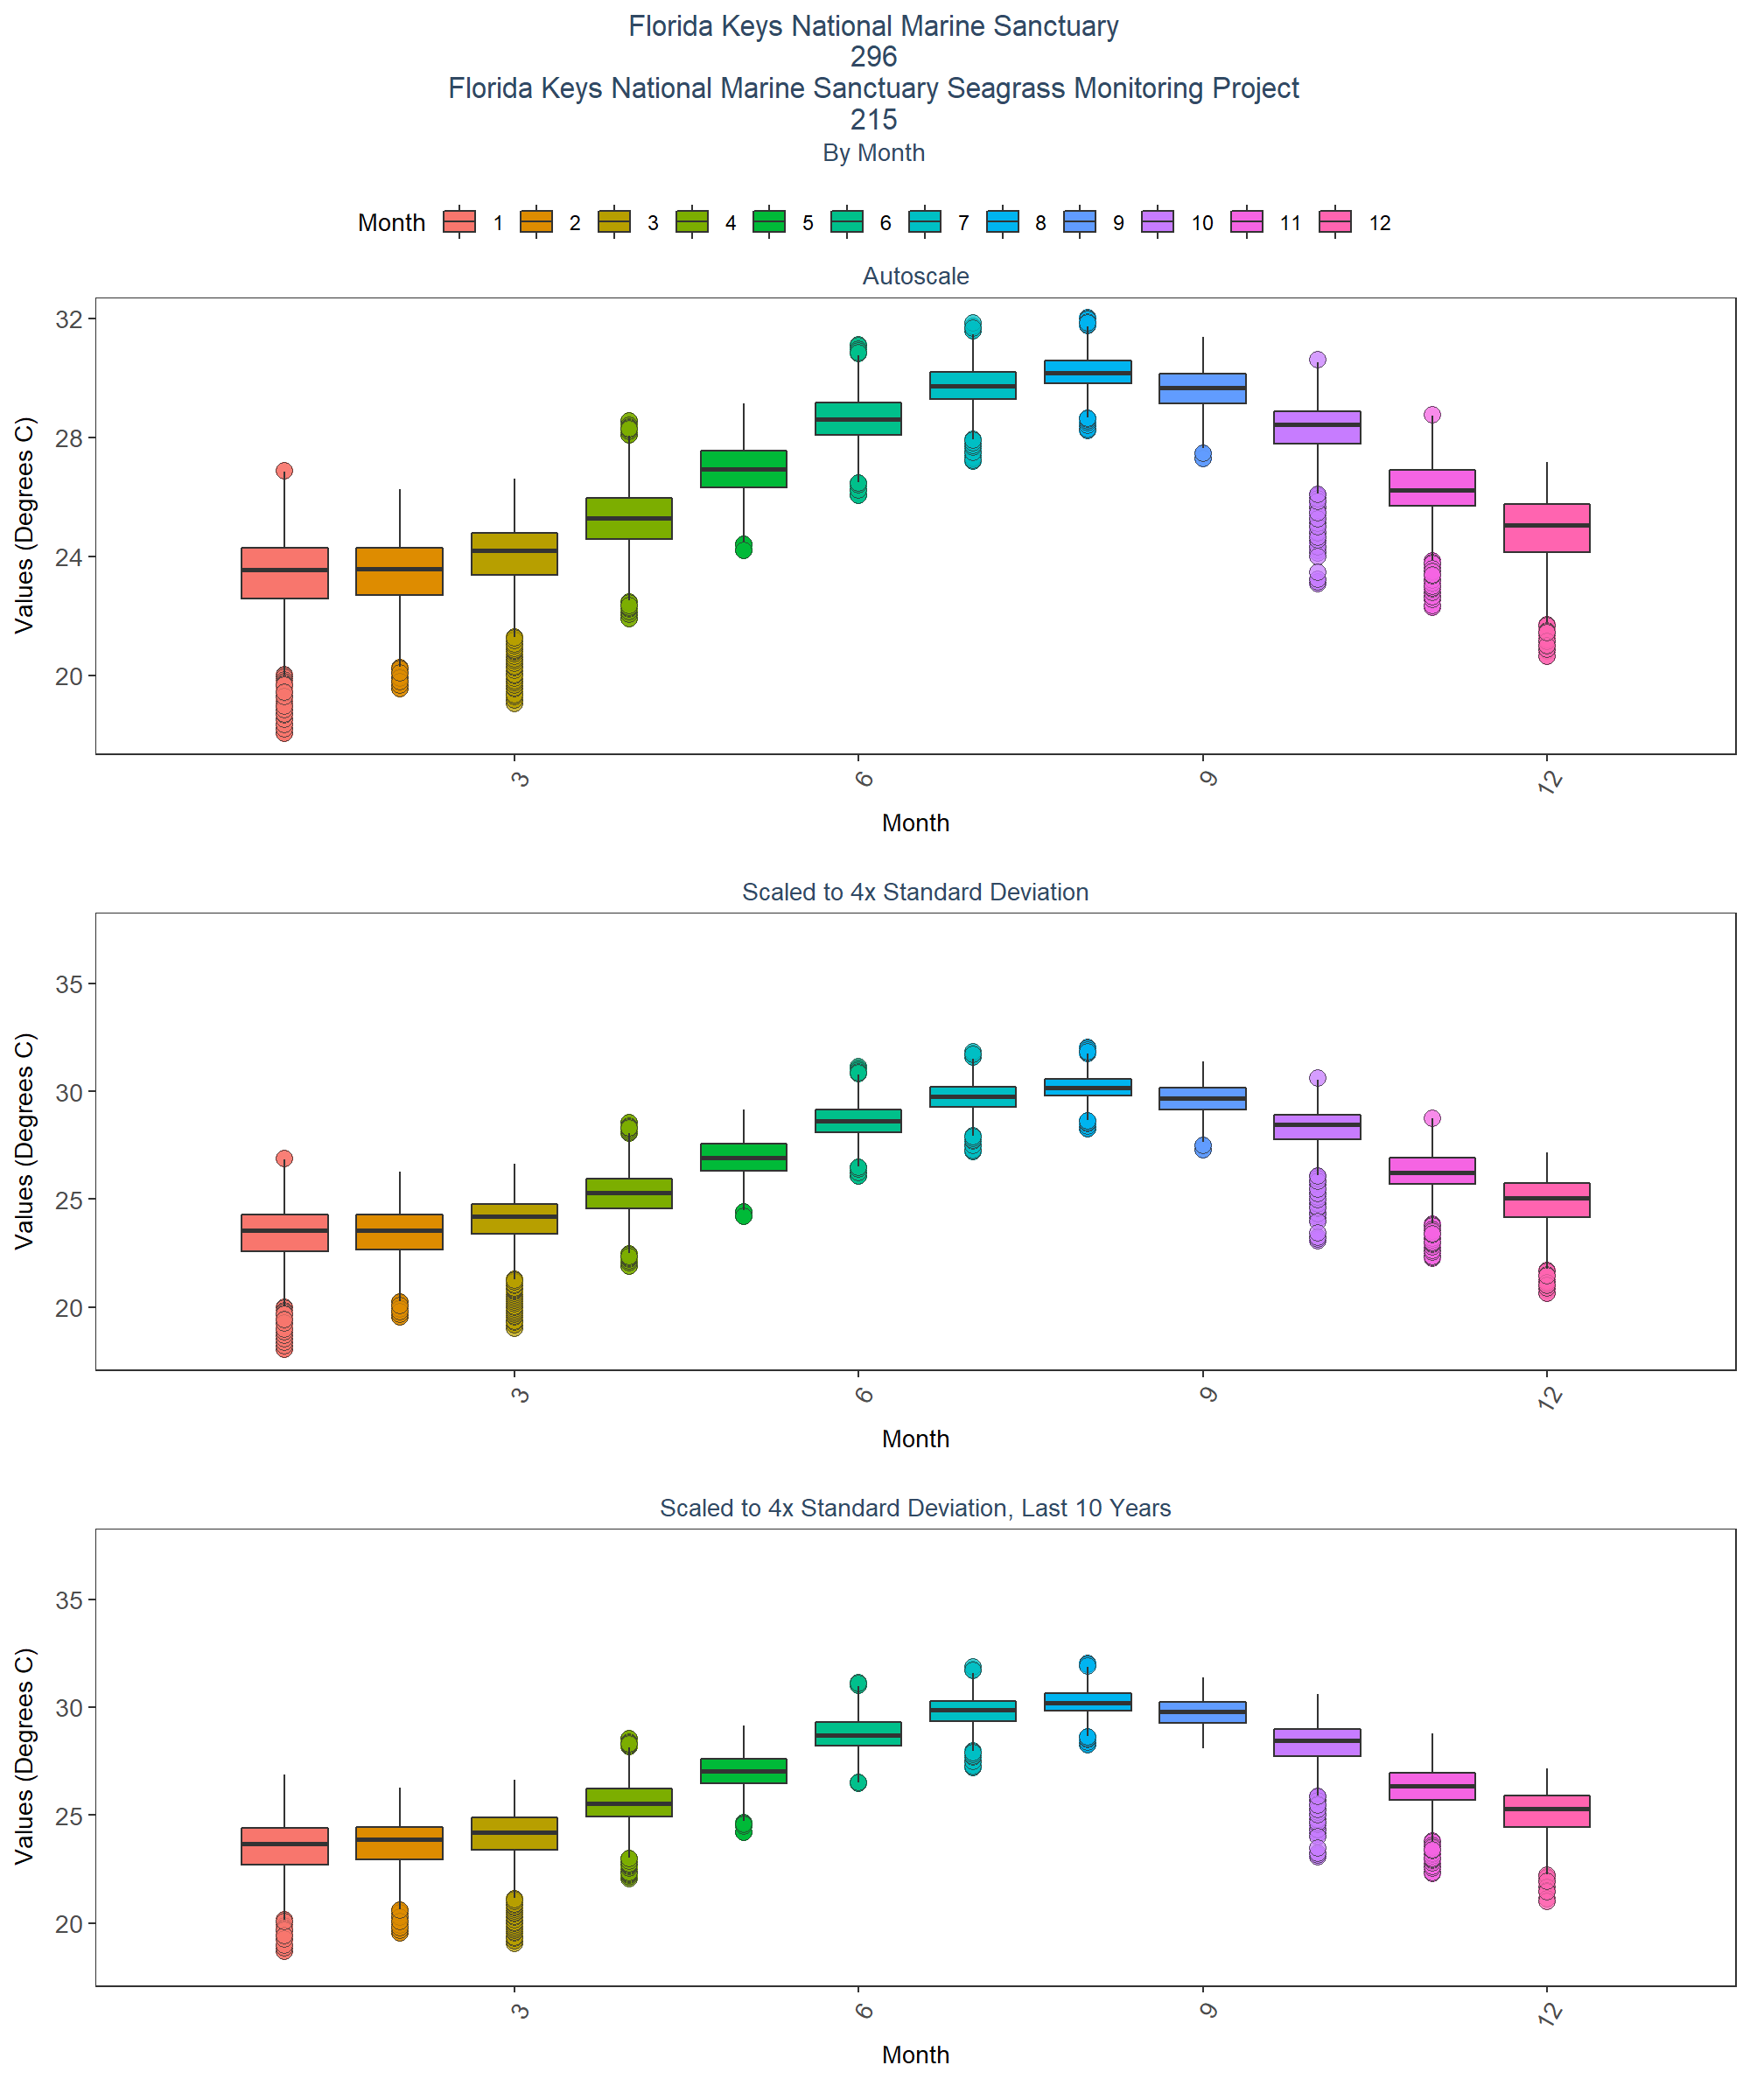 Florida Keys National Marine Sanctuary
296
Florida Keys National Marine Sanctuary Seagrass Monitoring Project
215
By Month
Month 1 2 3 4 5 6 7 8 9 10 11 12
Autoscale
Values (Degrees C)
32
28
24
20
3 6 9 12
Month
Scaled to 4x Standard Deviation
Values (Degrees C)
35
30
25
20
3 6 9 12
Month
Scaled to 4x Standard Deviation, Last 10 Years
Values (Degrees C)
35
30
25
20
3 6 9 12
Month